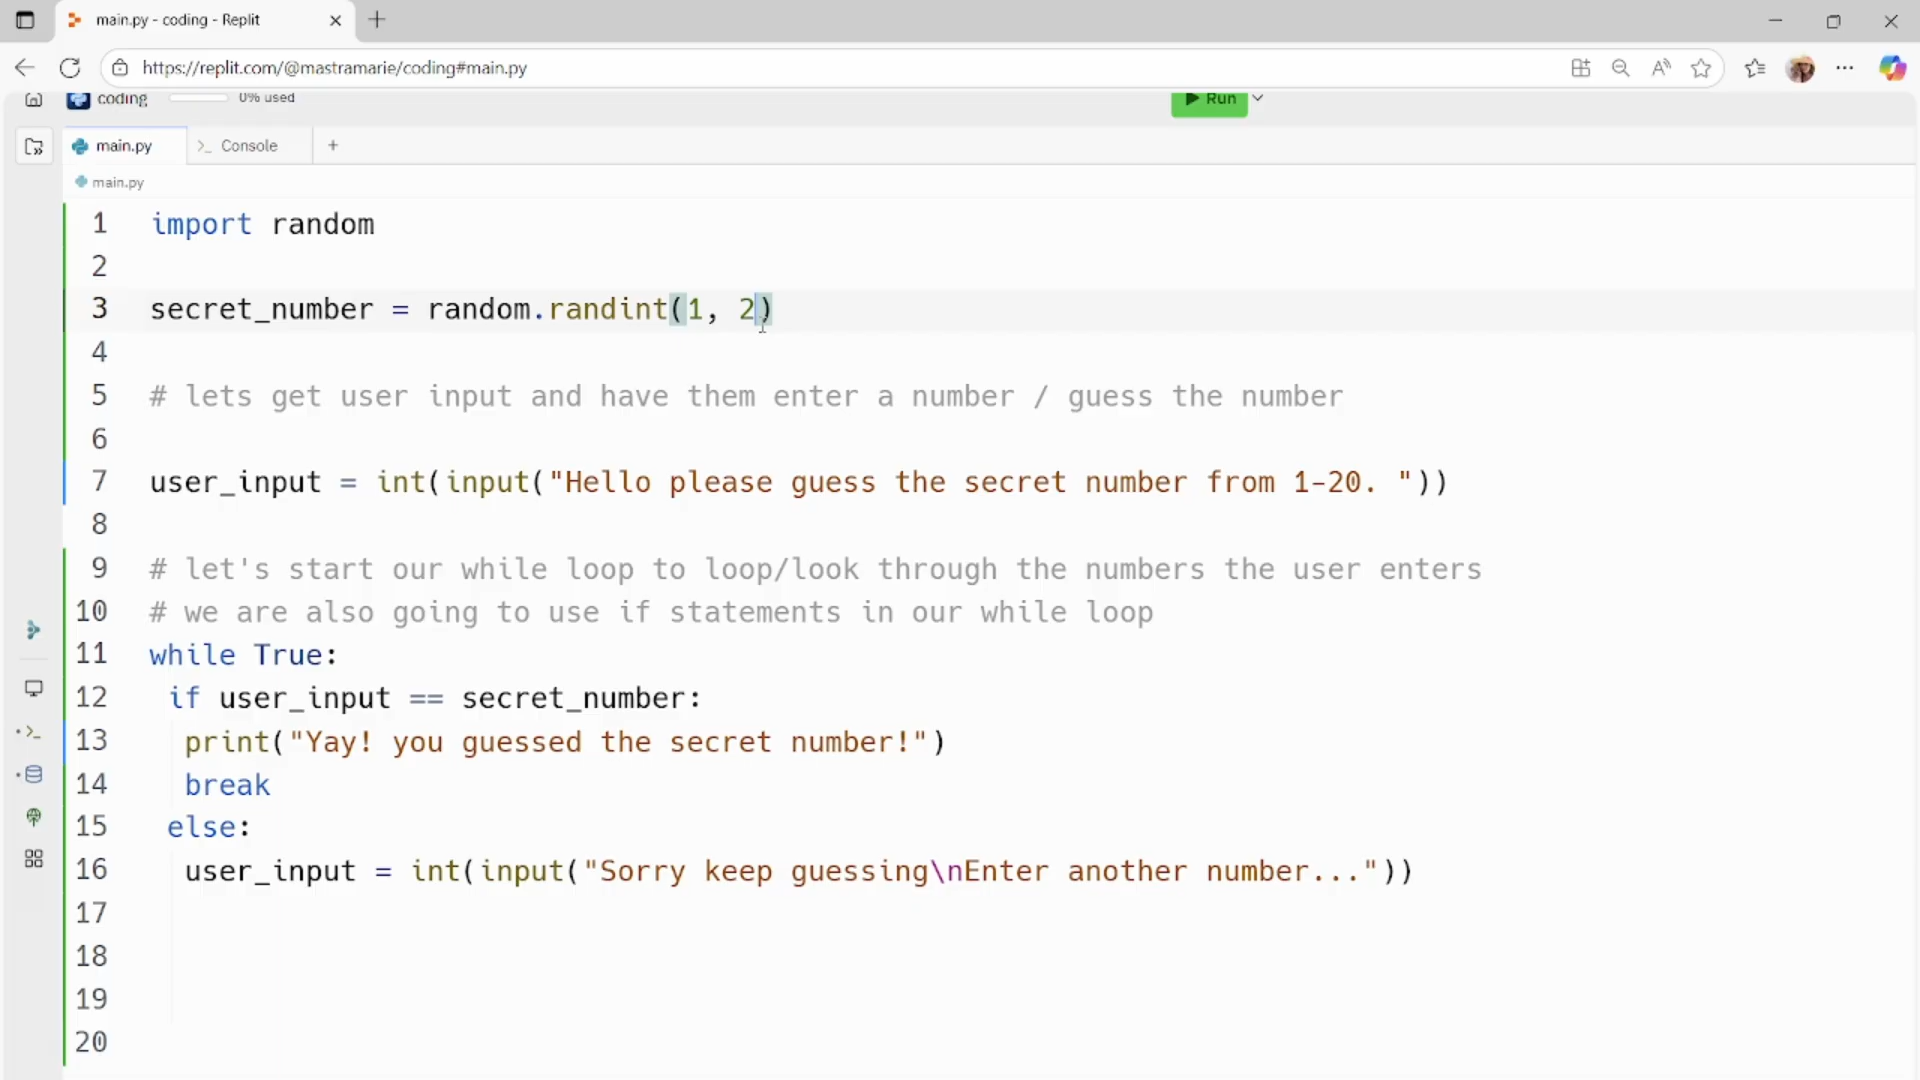 main.py - coding - Replit
https://replit.com/@mastramarie/coding#main.py
coding 0% used Run
main.py Console
main.py
1 import random
2
3 secret_number = random.randint(1, 2)
4
5 # lets get user input and have them enter a number / guess the number
6
7 user_input = int(input("Hello please guess the secret number from 1-20. "))
8
9 # let's start our while loop to loop/look through the numbers the user enters
10 # we are also going to use if statements in our while loop
11 while True:
12 if user_input == secret_number:
13 print("Yay! you guessed the secret number!")
14 break
15 else:
16 user_input = int(input("Sorry keep guessing\nEnter another number..."))
17
18
19
20